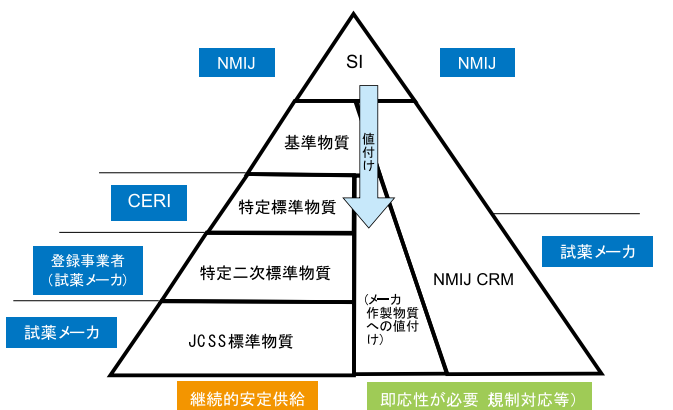 SI
NMIJ
NMIJ
基準物質
値付け
CERI
特定標準物質
登録事業者
(試薬メーカ)
特定二次標準物質
試薬メーカ
JCSS標準物質
(メーカ
作製物質
への値付
け)
NMIJ CRM
試薬メーカ
継続的安定供給
即応性が必要 規制対応等)